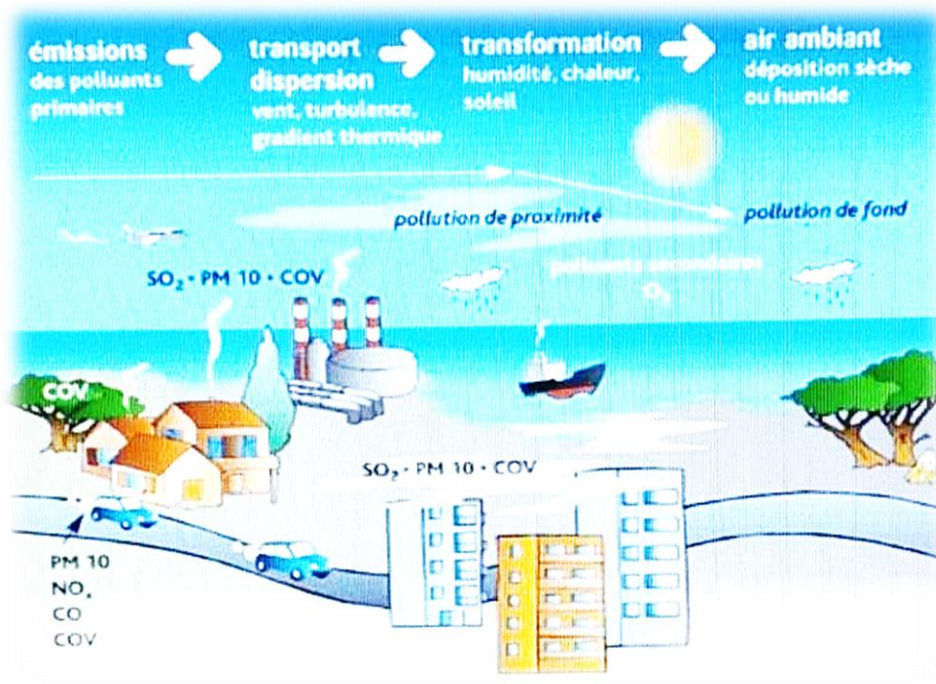 émissions
des polluants
primaires
transport
dispersion
vent, turbulence,
gradient thermique
transformation
humidité, chaleur,
soleil
air ambiant
déposition sèche
ou humide
pollution de proximité
pollution de fond
SO₂ • PM 10 • COV
polluants secondaires
O₃
COV
SO₂ • PM 10 • COV
PM 10
NOₓ
CO
COV